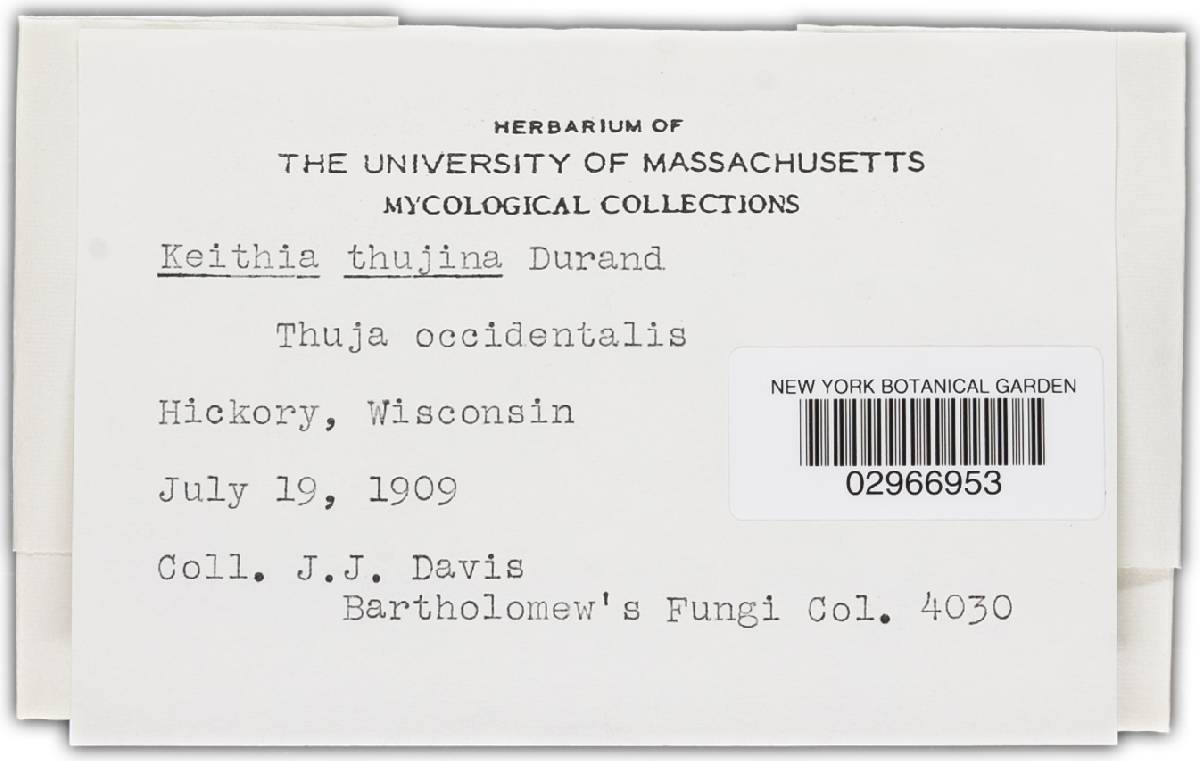 HERBARIUM OF
THE UNIVERSITY OF MASSACHUSETTS
MYCOLOGICAL COLLECTIONS
Keithia thujina Durand
Thuja occidentalis
Hickory, Wisconsin
July 19, 1909
Coll. J.J. Davis
Bartholomew's Fungi Col. 4030
NEW YORK BOTANICAL GARDEN
02966953